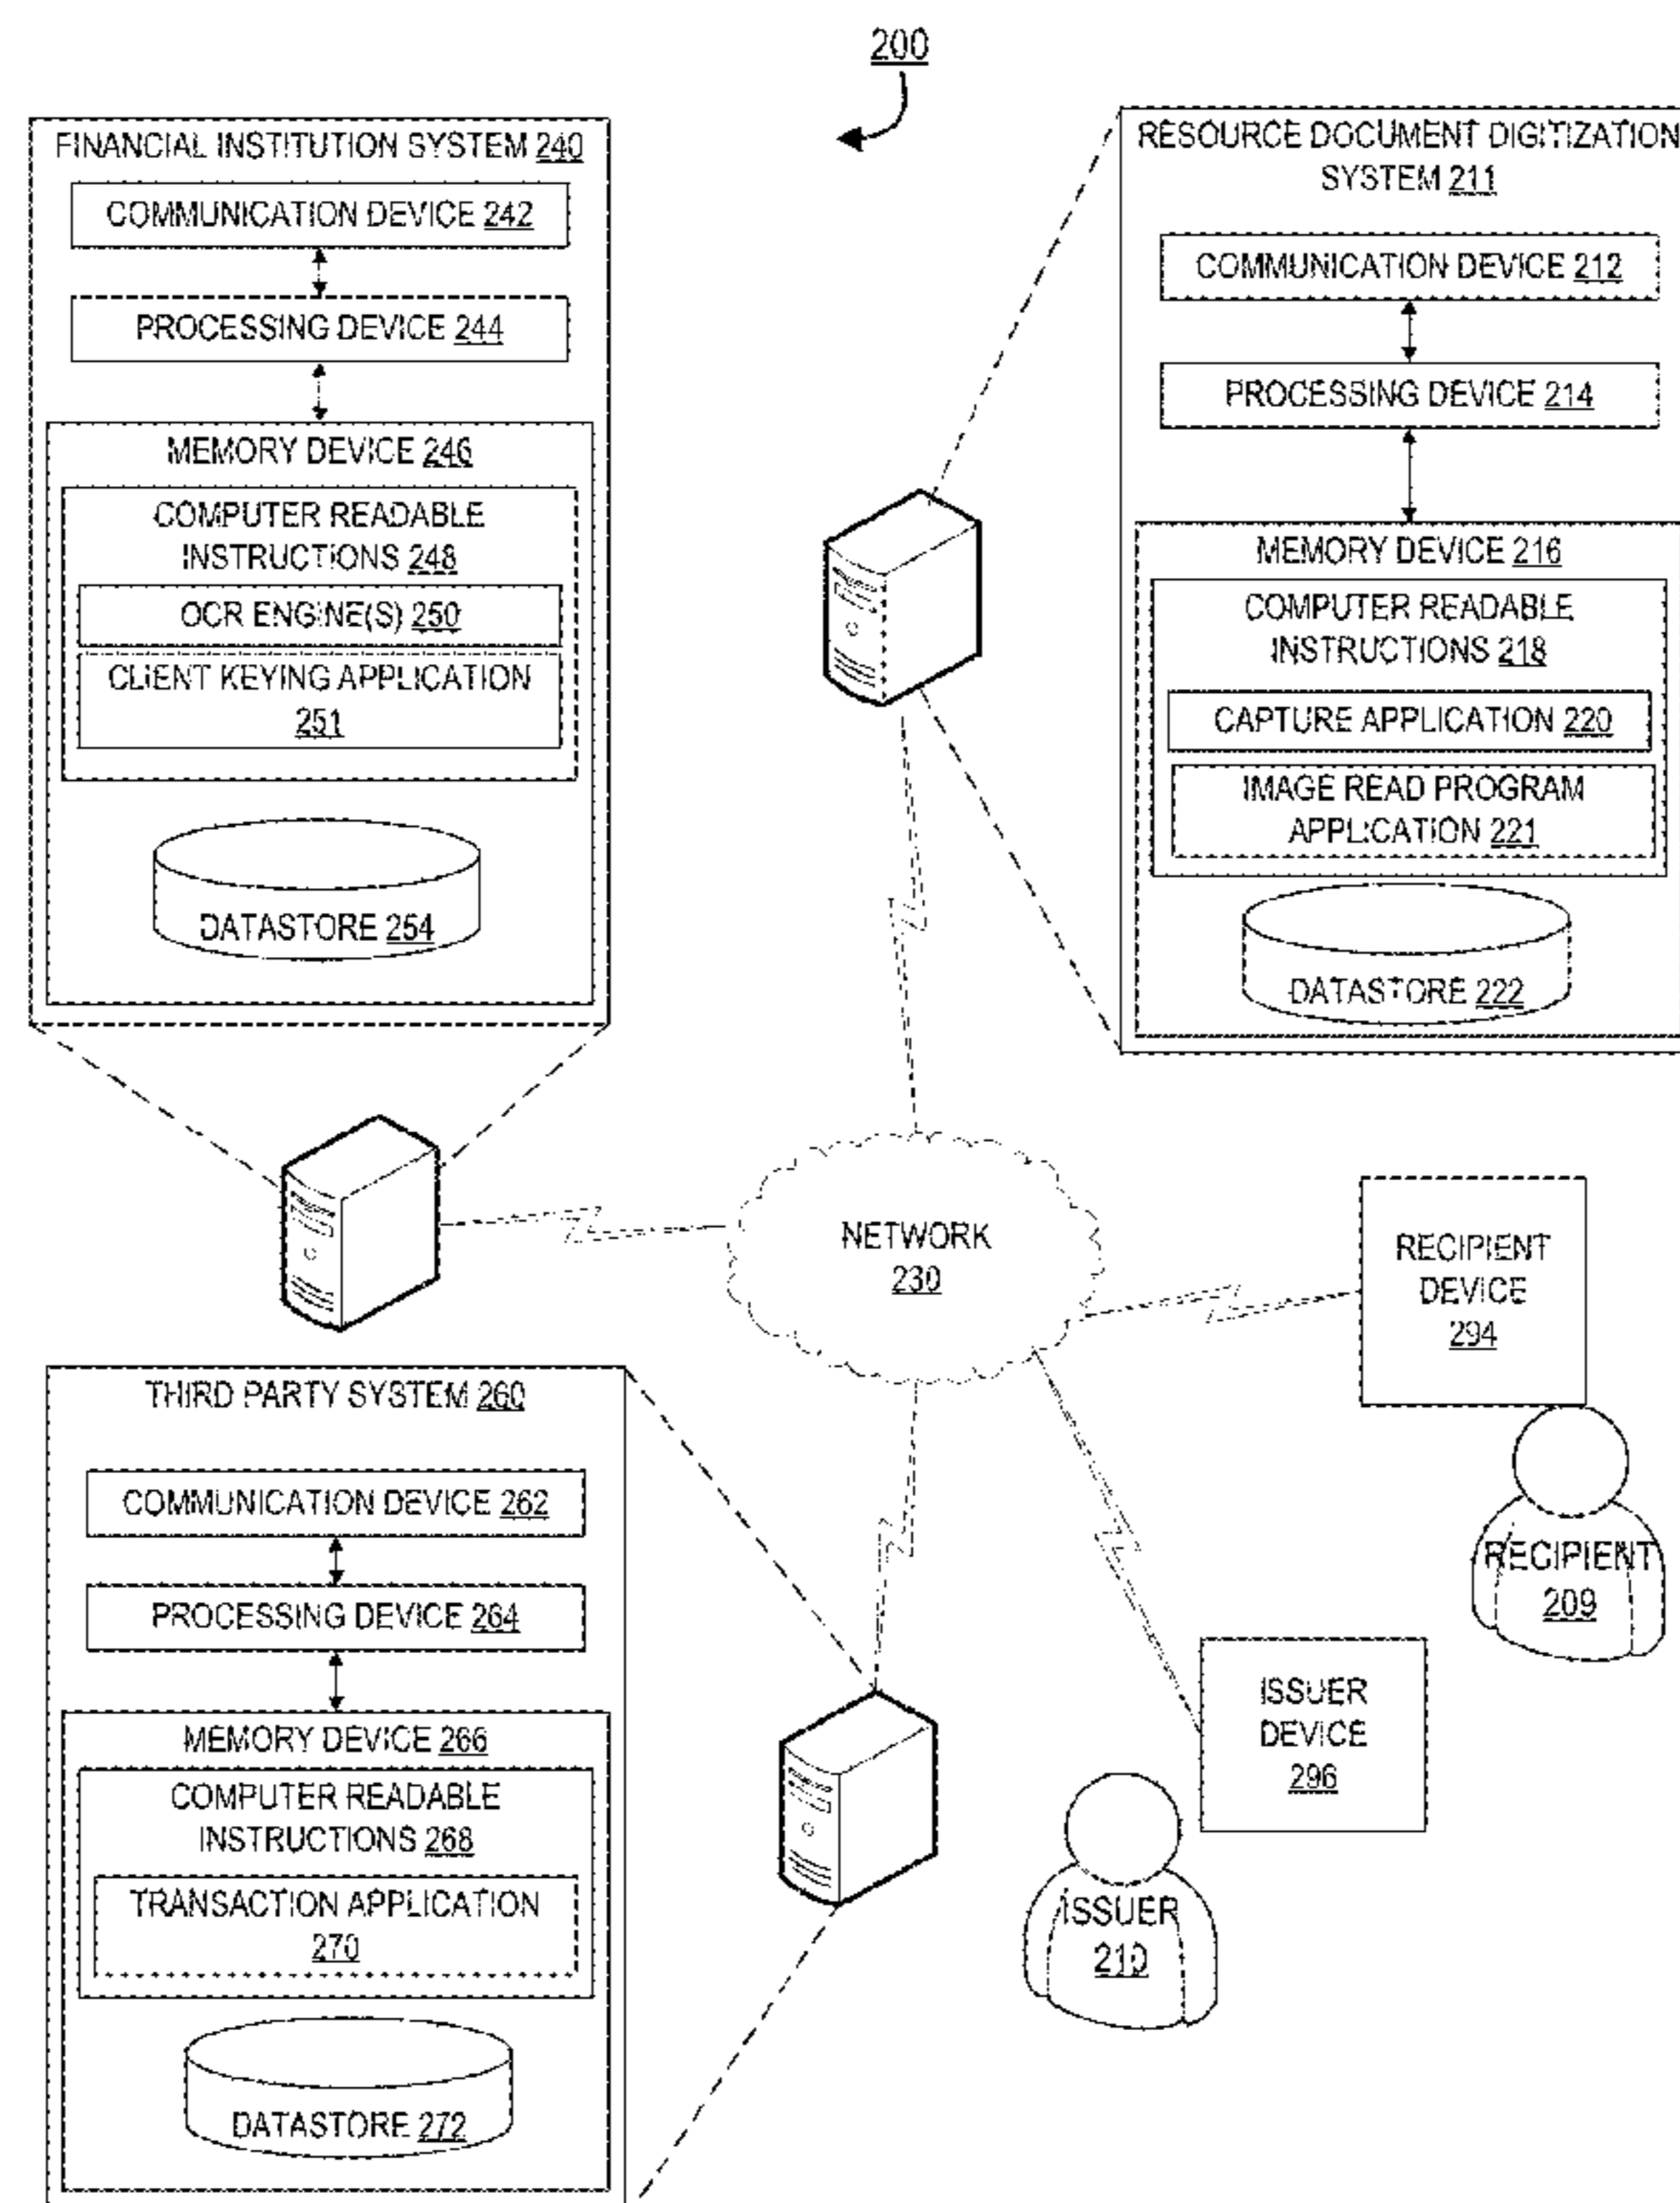 200
FINANCIAL INSTITUTION SYSTEM 240
COMMUNICATION DEVICE 242
PROCESSING DEVICE 244
MEMORY DEVICE 246
COMPUTER READABLE
INSTRUCTIONS 248
OCR ENGINE(S) 250
CLIENT KEYING APPLICATION
251
DATASTORE 254
RESOURCE DOCUMENT DIGITIZATION
SYSTEM 211
COMMUNICATION DEVICE 212
PROCESSING DEVICE 214
MEMORY DEVICE 216
COMPUTER READABLE
INSTRUCTIONS 218
CAPTURE APPLICATION 220
IMAGE READ PROGRAM
APPLICATION 221
DATASTORE 222
NETWORK
230
RECIPIENT
DEVICE
294
RECIPIENT
209
ISSUER
DEVICE
296
ISSUER
210
THIRD PARTY SYSTEM 260
COMMUNICATION DEVICE 262
PROCESSING DEVICE 264
MEMORY DEVICE 266
COMPUTER READABLE
INSTRUCTIONS 268
TRANSACTION APPLICATION
270
DATASTORE 272